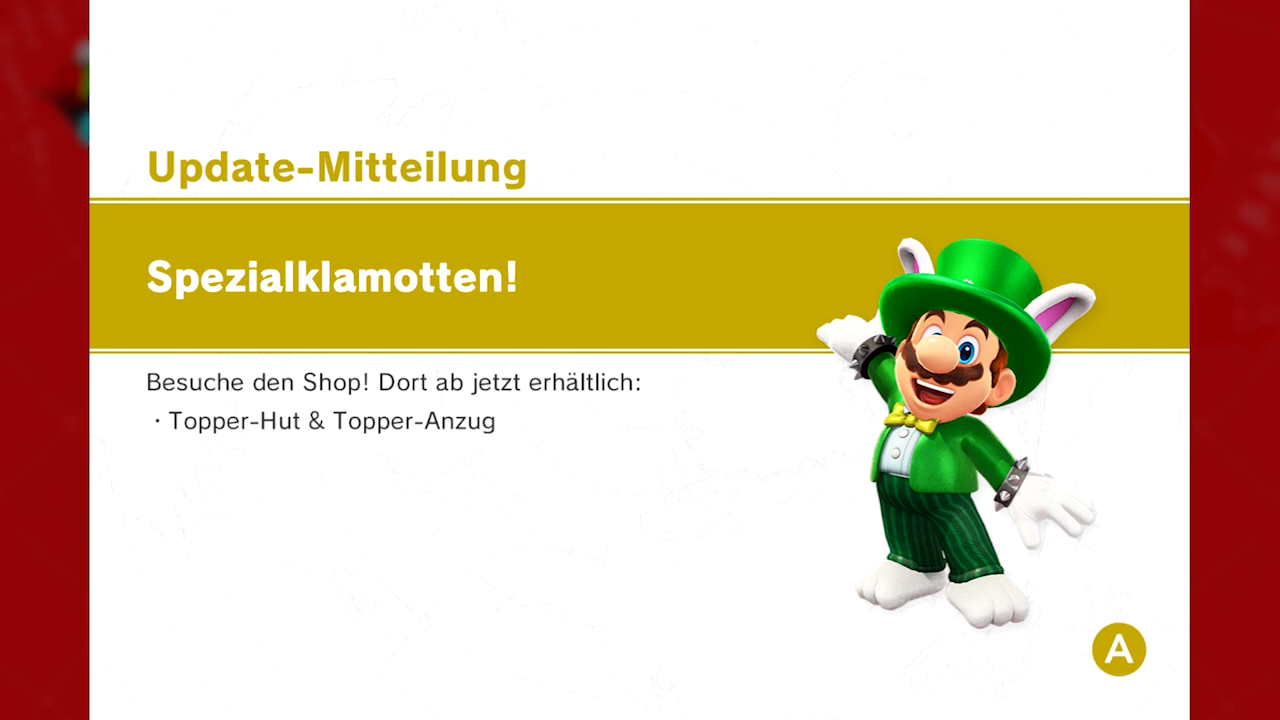 Update-Mitteilung
Spezialklamotten!
Besuche den Shop! Dort ab jetzt erhältlich:
· Topper-Hut & Topper-Anzug
A